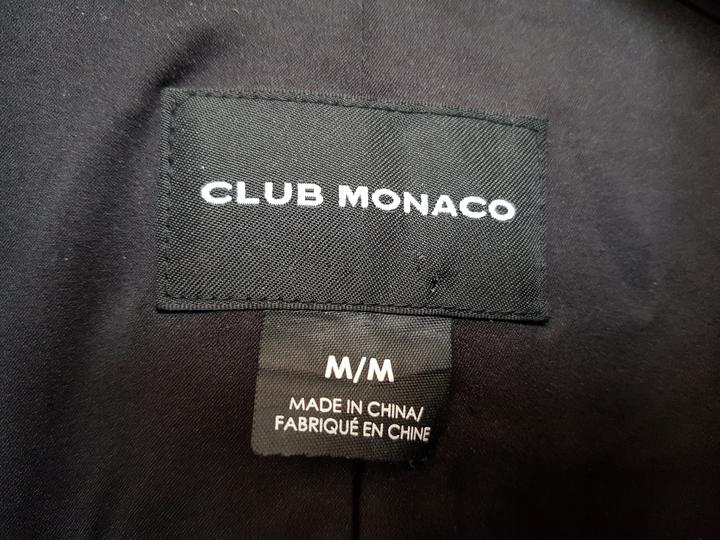 CLUB MONACO
M/M
MADE IN CHINA/
FABRIQUÉ EN CHINE